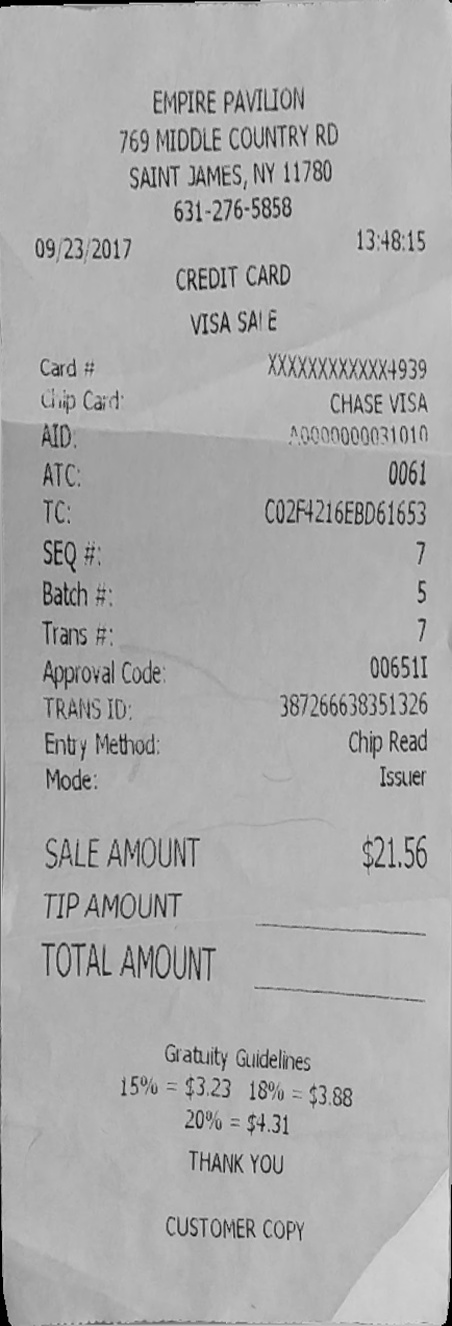 EMPIRE PAVILION
769 MIDDLE COUNTRY RD
SAINT JAMES, NY 11780
631-276-5858
09/23/2017 13:48:15
CREDIT CARD
VISA SALE
Card # XXXXXXXXXXXX4939
Chip Card: CHASE VISA
AID: A0000000031010
ATC: 0061
TC: C02F4216EBD61653
SEQ #: 7
Batch #: 5
Trans #: 7
Approval Code: 00651I
TRANS ID: 387266638351326
Entry Method: Chip Read
Mode: Issuer
SALE AMOUNT $21.56
TIP AMOUNT
TOTAL AMOUNT
Gratuity Guidelines
15% = $3.23 18% = $3.88
20% = $4.31
THANK YOU
CUSTOMER COPY